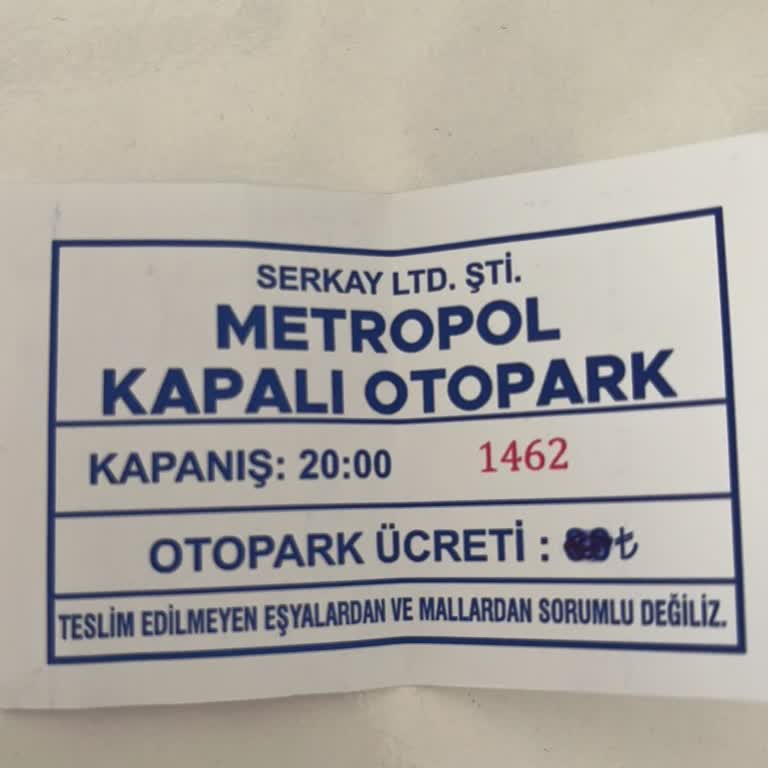 SERKAY LTD. ŞTİ.
METROPOL
KAPALI OTOPARK
KAPANIŞ: 20:00 1462
OTOPARK ÜCRETİ : ₺
TESLİM EDİLMEYEN EŞYALARDAN VE MALLARDAN SORUMLU DEĞİLİZ.